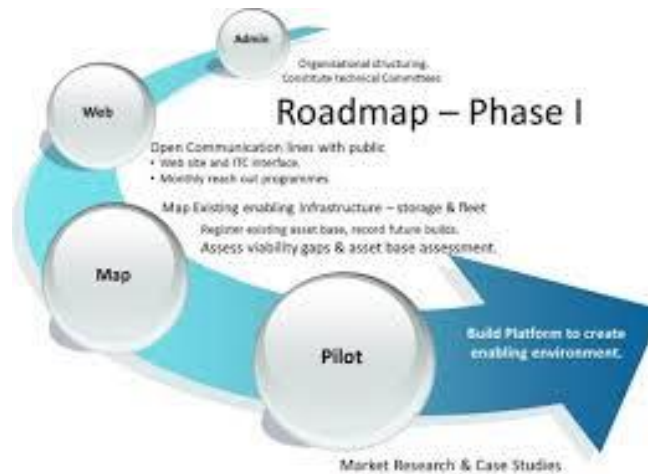 Admin
Organisational structuring.
Constitute technical Committees
Roadmap – Phase I
Web
Open Communication lines with public
• Web site and ITC interface.
• Monthly reach out programmes
Map Existing enabling Infrastructure – storage & fleet
Register existing asset base, record future builds.
Assess viability gaps & asset base assessment.
Map
Pilot
Build Platform to create
enabling environment.
Market Research & Case Studies